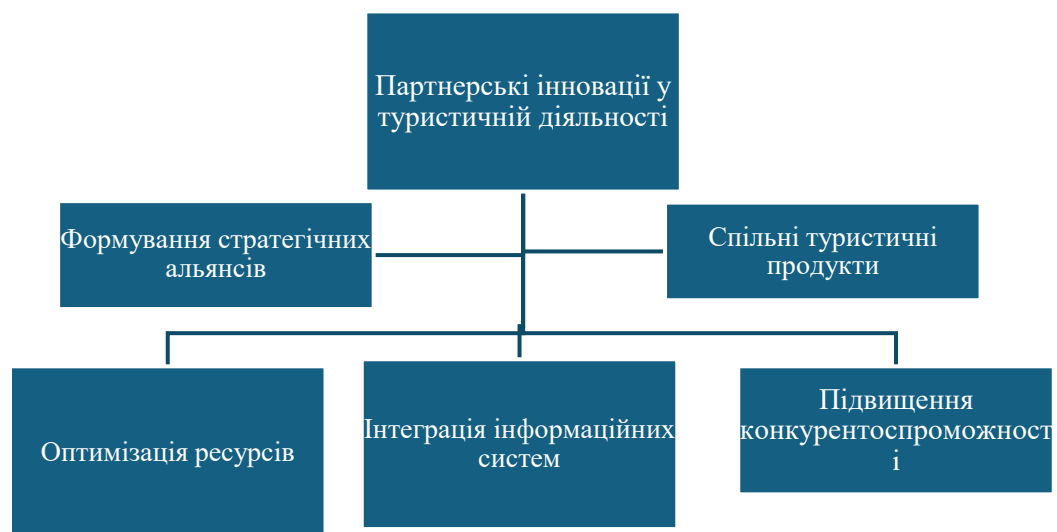 Партнерські інновації у
туристичній діяльності
Формування стратегічних
альянсів
Спільні туристичні
продукти
Оптимізація ресурсів
Інтеграція інформаційних
систем
Підвищення
конкурентоспроможност
і